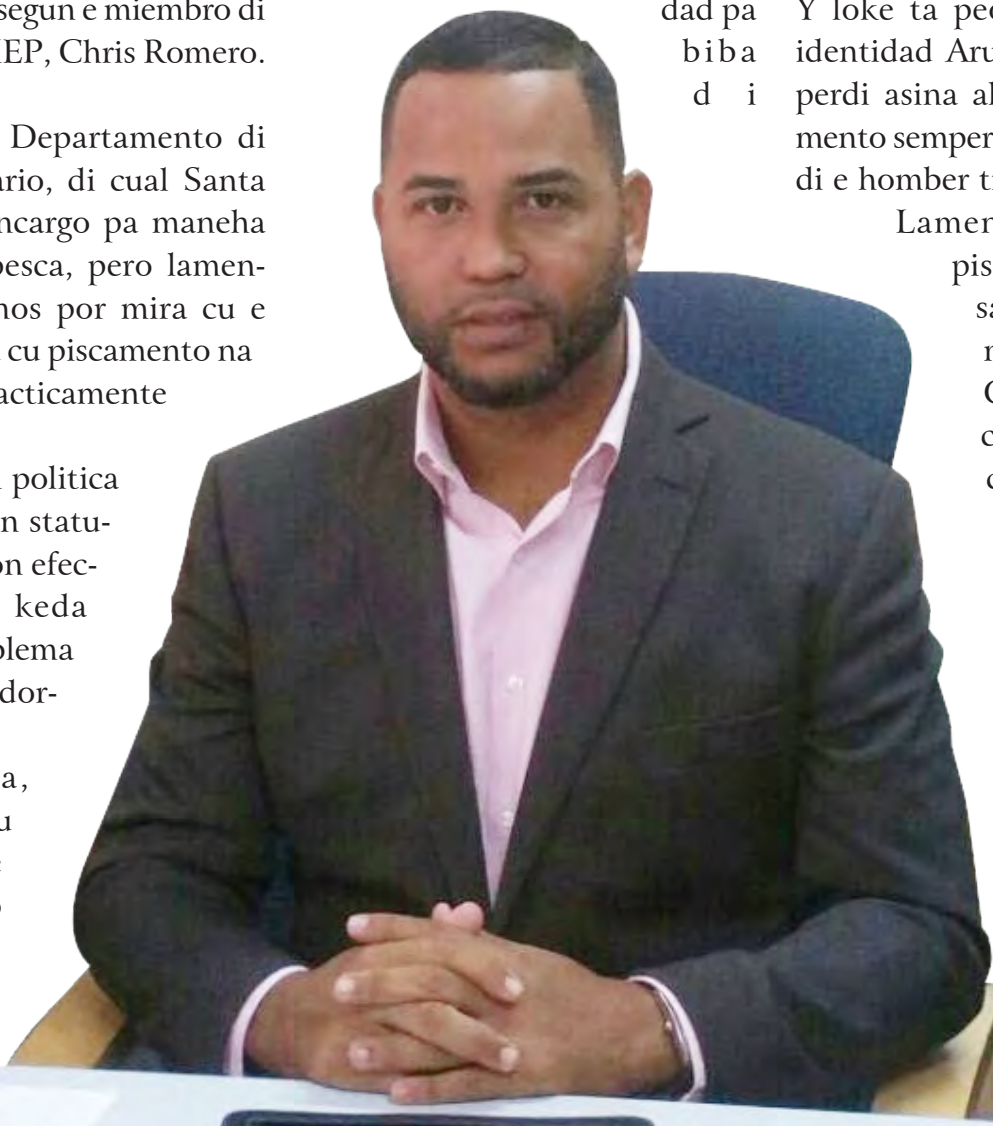 segun e miembro di
EP, Chris Romero.
Departamento di
ario, di cual Santa
ncargo pa maneha
pesca, pero lamen-
nos por mira cu e
cu piscamento na
acticamente
politica
n statu-
on efec-
keda
blema
dor-
a,
u
dad pa
biba
d i
Y loke ta pe
identidad Aru
perdi asina al
mento semper
di e homber t
Lamen
pis
sa